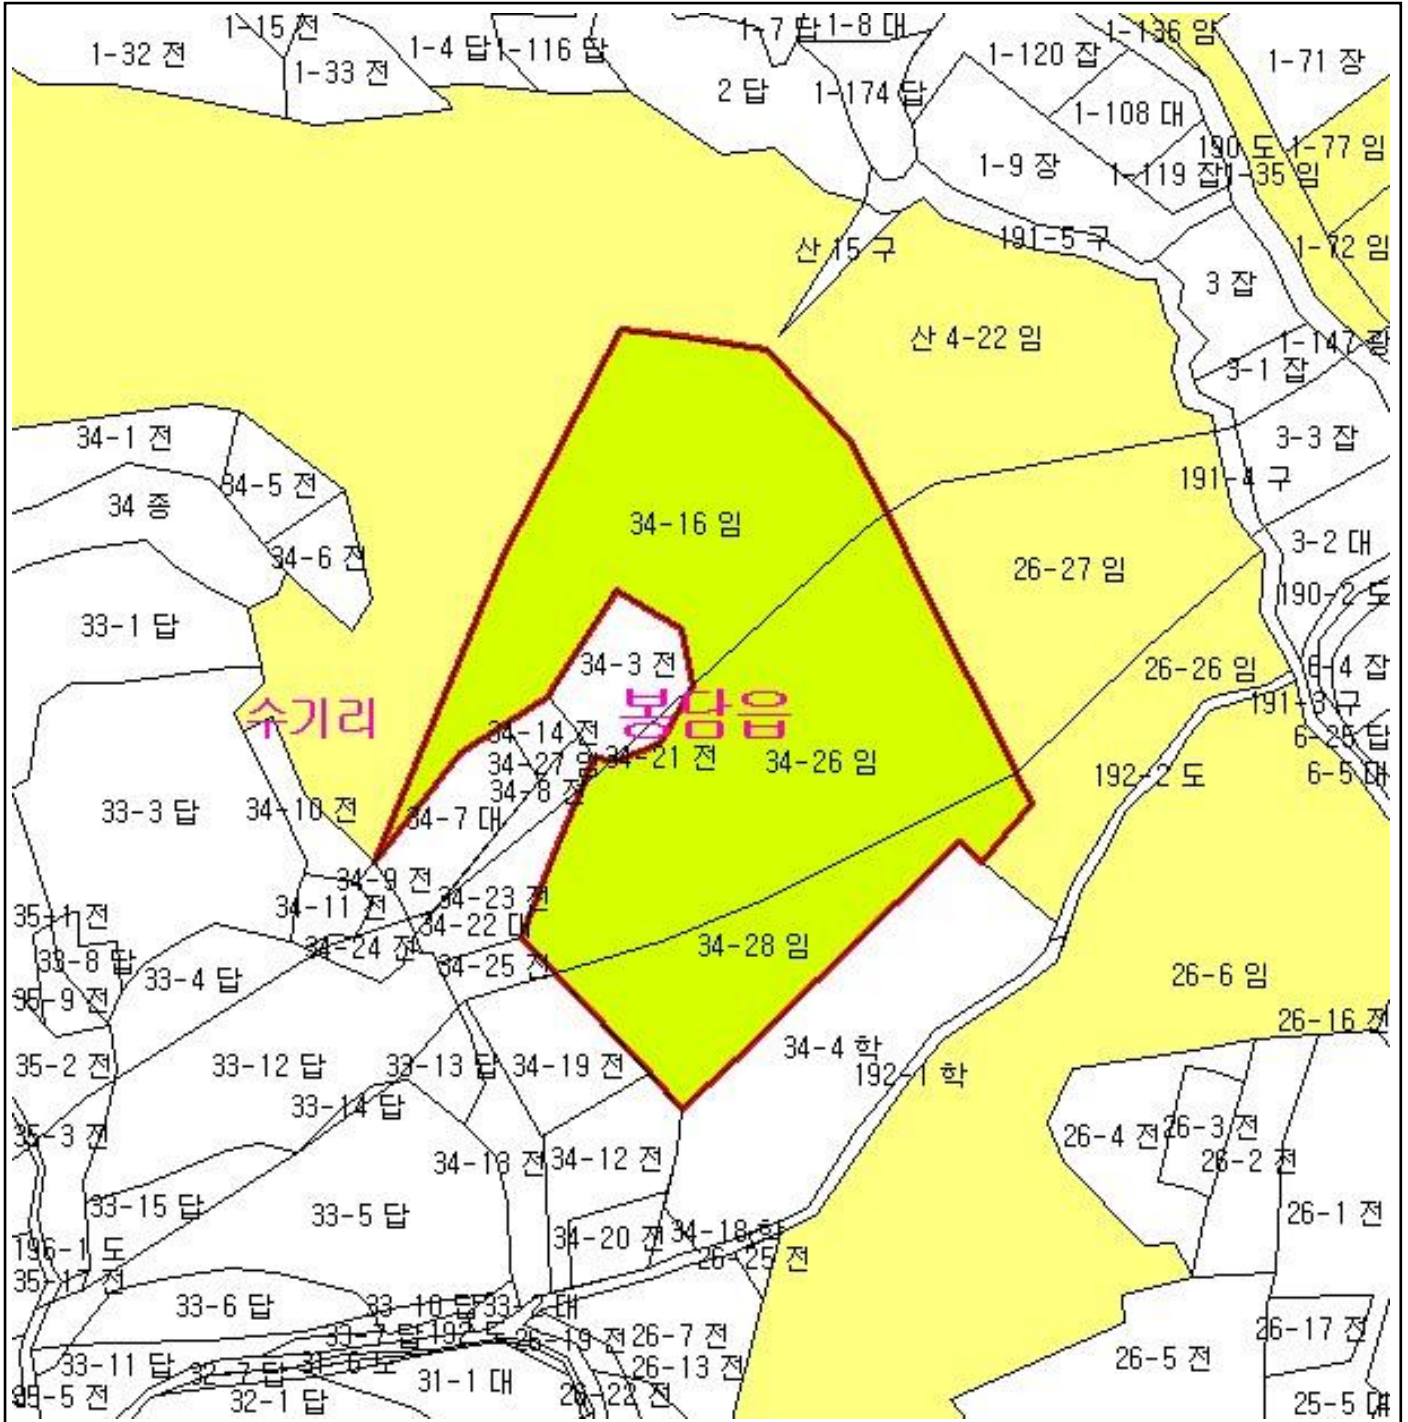 1-15 전
1-7 답
1-8 대
1-136 임
1-32 전
1-33 전
1-4 답
1-116 답
1-120 잡
1-71 장
2 답
1-174 답
1-108 대
190 도
1-77 임
1-9 장
1-119 잡
1-35 임
산 15 구
191-5 구
1-72 임
3 잡
산 4-22 임
1-147
3-1 잡
34-1 전
3-3 잡
34-5 전
191-4 구
34 종
34-16 임
3-2 대
34-6 전
26-27 임
190-2 도
33-1 답
34-3 전
26-26 임
6-4 잡
수기리
봉담읍
191-3 구
34-14 전
6-25 답
34-27 임
34-21 전
34-26 임
192-2 도
6-5 대
34-8 전
33-3 답
34-10 전
34-7 대
34-9 전
34-23 전
35-1 전
34-11 전
34-22 대
34-24 전
34-28 임
33-8 답
33-4 답
34-25 전
26-6 임
35-9 전
26-16 전
35-2 전
33-12 답
33-13 답
34-19 전
34-4 학
192-1 학
33-14 답
35-3 전
26-4 전
26-3 전
34-13 전
34-12 전
26-2 전
33-15 답
33-5 답
26-1 전
34-20 전
34-18 학
196-1 도
26-25 전
35-17 전
33-6 답
33-10 답
33-7 답
192 도
26-19 전
26-7 전
26-17 전
33-11 답
32-2 답
31-1 대
26-13 전
26-5 전
35-5 전
32-1 답
26-22 전
25-5 대